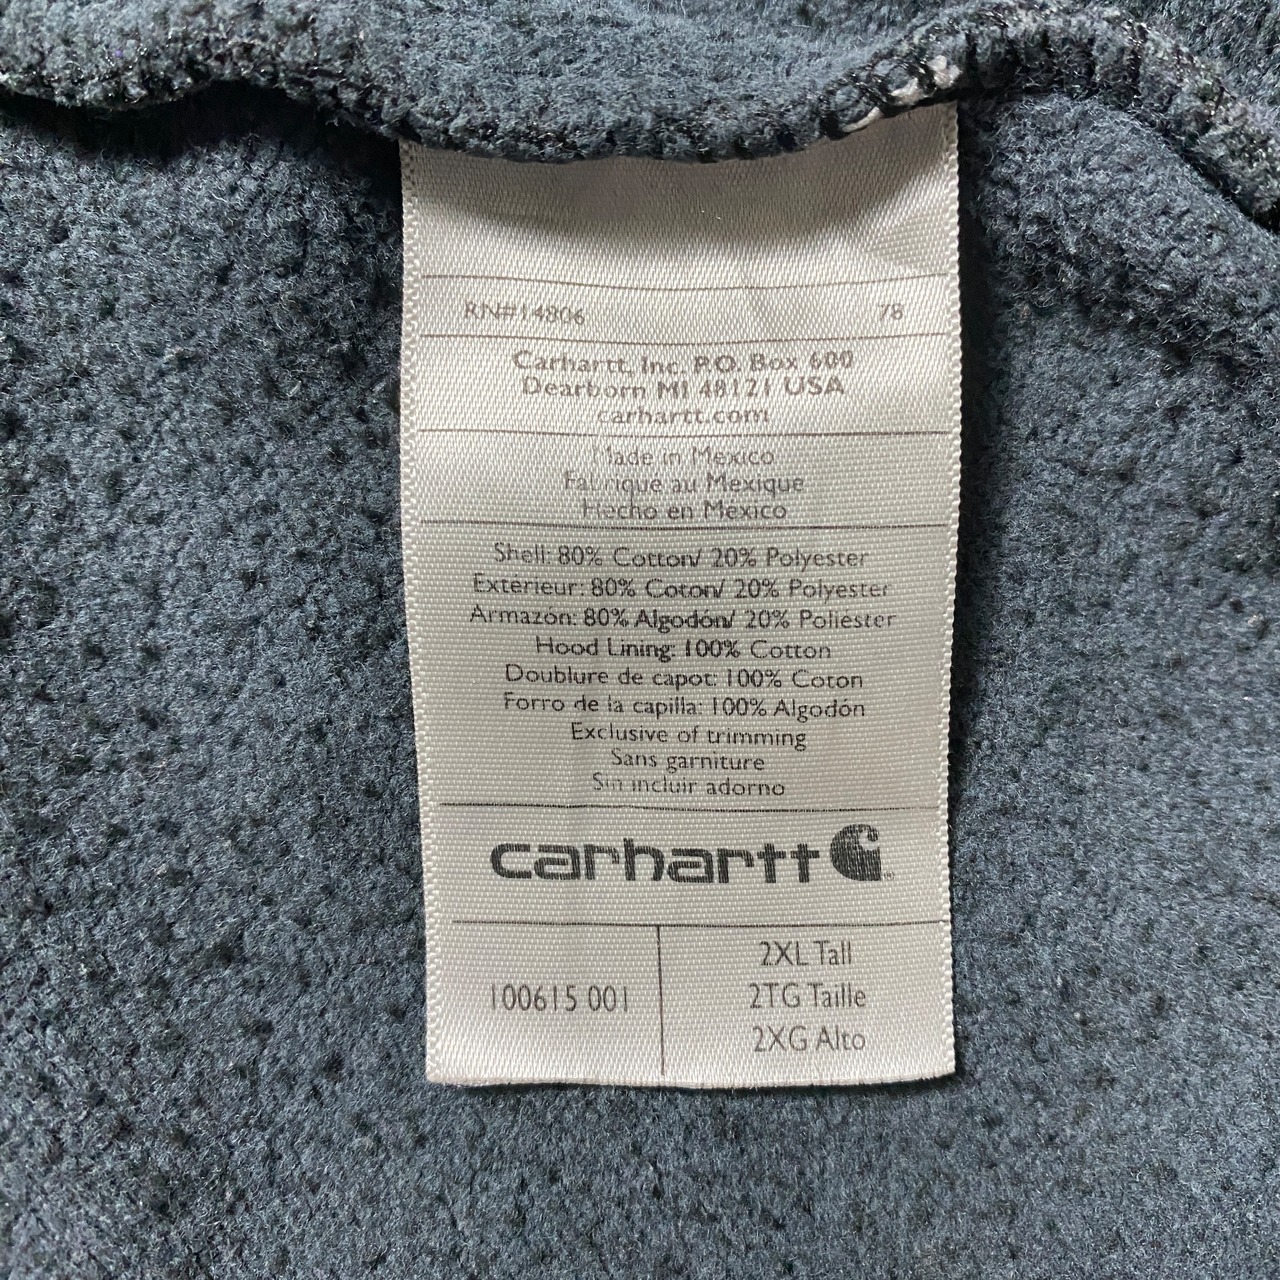 RN#14806 78
Carhartt, Inc. P.O. Box 600
Dearborn MI 48121 USA
carhartt.com
Made in Mexico
Fabrique au Mexique
Hecho en Mexico
Shell: 80% Cotton/ 20% Polyester
Extérieur: 80% Coton/ 20% Polyester
Armazón: 80% Algodón/ 20% Poliéster
Hood Lining: 100% Cotton
Doublure de capot: 100% Coton
Forro de la capilla: 100% Algodón
Exclusive of trimming
Sans garniture
Sin incluir adorno
carhartt
100615 001
2XL Tall
2TG Taille
2XG Alto